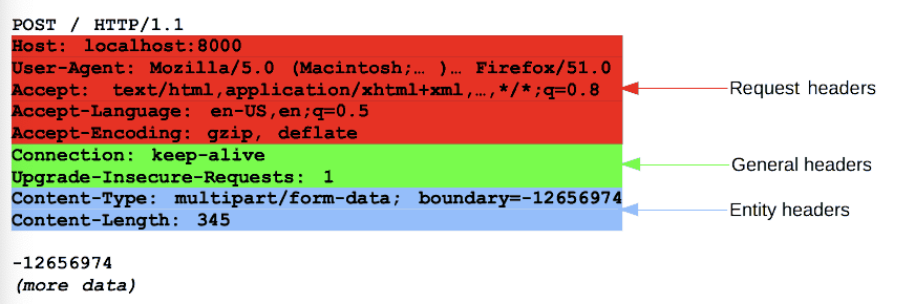 POST / HTTP/1.1
Host: localhost:8000
User-Agent: Mozilla/5.0 (Macintosh;… )… Firefox/51.0
Accept: text/html,application/xhtml+xml,…,*/*;q=0.8
Accept-Language: en-US,en;q=0.5
Accept-Encoding: gzip, deflate
Connection: keep-alive
Upgrade-Insecure-Requests: 1
Content-Type: multipart/form-data; boundary=-12656974
Content-Length: 345
-12656974
(more data)
Request headers
General headers
Entity headers